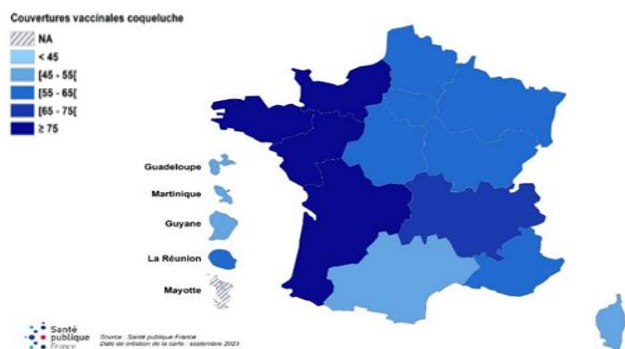 Couvertures vaccinales coqueluche
NA
< 45
[45 - 55[
[55 - 65[
[65 - 75[
≥ 75
Guadeloupe
Martinique
Guyane
La Réunion
Mayotte
Santé
publique
France
Source : Santé publique France
Date de création de la carte : septembre 2023